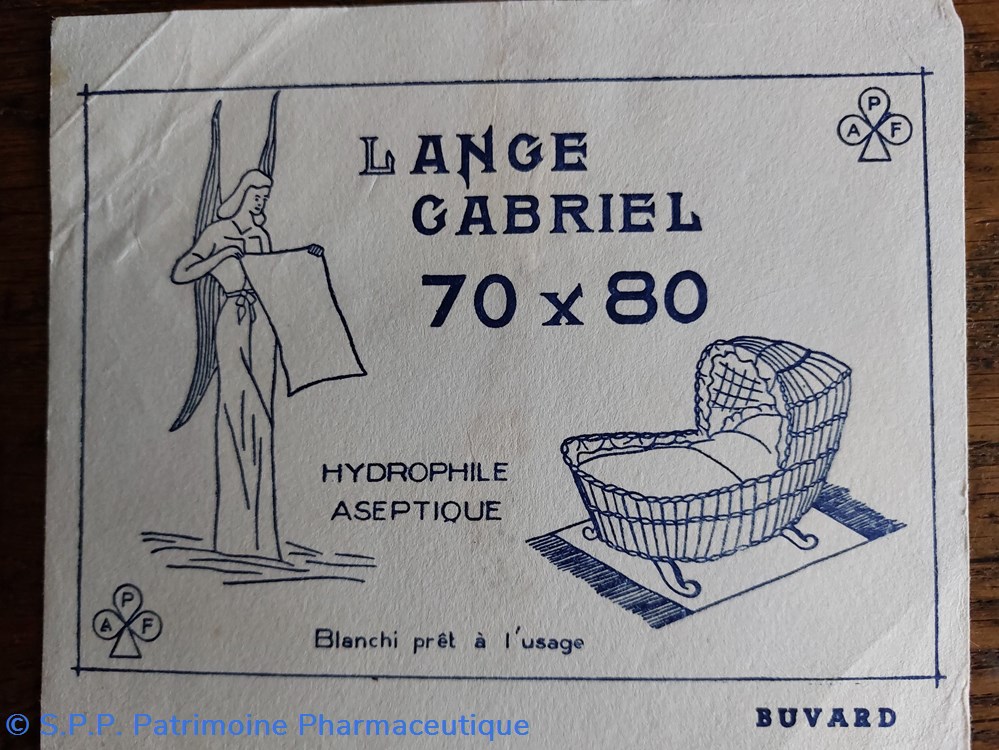 LANGE
GABRIEL
70 x 80
P
A F
HYDROPHILE
ASEPTIQUE
P
A F
Blanchi prêt à l'usage
BUVARD
© S.P.P. Patrimoine Pharmaceutique